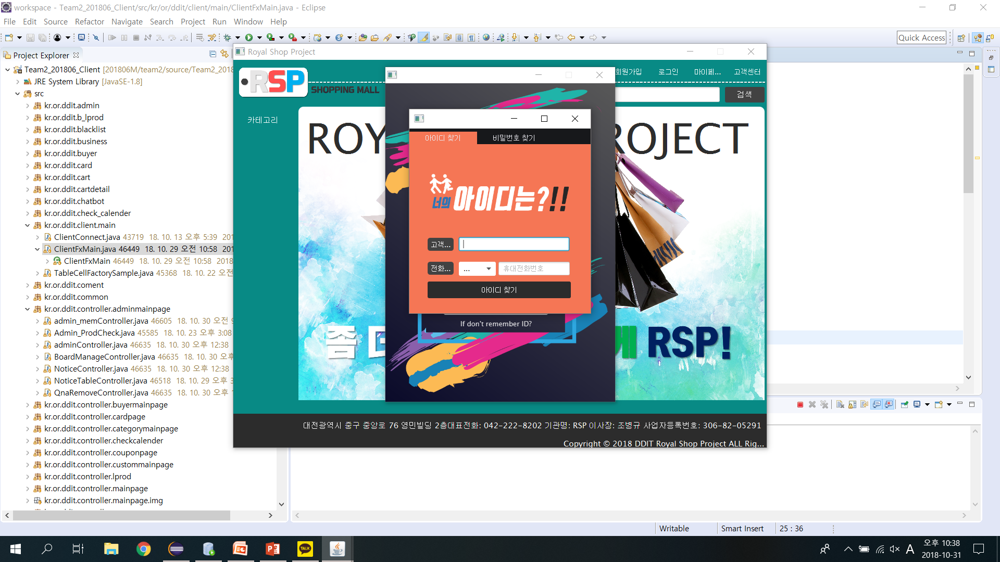 workspace - Team2_201806_Client/src/kr/or/ddit/client/main/ClientFxMain.java - Eclipse
File Edit Source Refactor Navigate Search Project Run Window Help
Quick Access
Project Explorer
Team2_201806_Client [201806M/team2/source/Team2_2018
JRE System Library [JavaSE-1.8]
src
kr.or.ddit.admin
kr.or.ddit.b_lprod
kr.or.ddit.blacklist
kr.or.ddit.business
kr.or.ddit.buyer
kr.or.ddit.card
kr.or.ddit.cart
kr.or.ddit.cartdetail
kr.or.ddit.chatbot
kr.or.ddit.check_calender
kr.or.ddit.client.main
ClientConnect.java 43719 18. 10. 13 오후 5:39 201
ClientFxMain.java 46449 18. 10. 29 오전 10:58 201
ClientFxMain 46449 18. 10. 29 오전 10:58 2018
TableCellFactorySample.java 45368 18. 10. 22 오전
kr.or.ddit.coment
kr.or.ddit.common
kr.or.ddit.controller.adminmainpage
admin_memController.java 46605 18. 10. 30 오전 9
Admin_ProdCheck.java 45585 18. 10. 23 오후 3:08
adminController.java 46635 18. 10. 30 오후 12:38
BoardManageController.java 46635 18. 10. 30 오후
NoticeController.java 46635 18. 10. 30 오후 12:38
NoticeTableController.java 46518 18. 10. 29 오후 3
QnaRemoveController.java 46635 18. 10. 30 오후 1
kr.or.ddit.controller.buyermainpage
kr.or.ddit.controller.cardpage
kr.or.ddit.controller.categorymainpage
kr.or.ddit.controller.checkcalender
kr.or.ddit.controller.couponpage
kr.or.ddit.controller.custommainpage
kr.or.ddit.controller.lprod
kr.or.ddit.controller.mainpage
kr.or.ddit.controller.mainpage.img
Royal Shop Project
RSP SHOPPING MALL
회원가입 로그인 마이페... 고객센터
검색
카테고리
ROY ROJECT
좀 더 에 RSP!
아이디 찾기 비밀번호 찾기
너의 아이디는?!!
고객...
전화... ... 휴대전화번호
아이디 찾기
If don't remember ID?
대전광역시 중구 중앙로 76 영민빌딩 2층대표전화: 042-222-8202 기관명: RSP 이사장: 조병규 사업자등록번호: 306-82-05291
Copyright © 2018 DDIT Royal Shop Project ALL Rig...
Writable Smart Insert 25 : 36
TALK
A
오후 10:38
2018-10-31